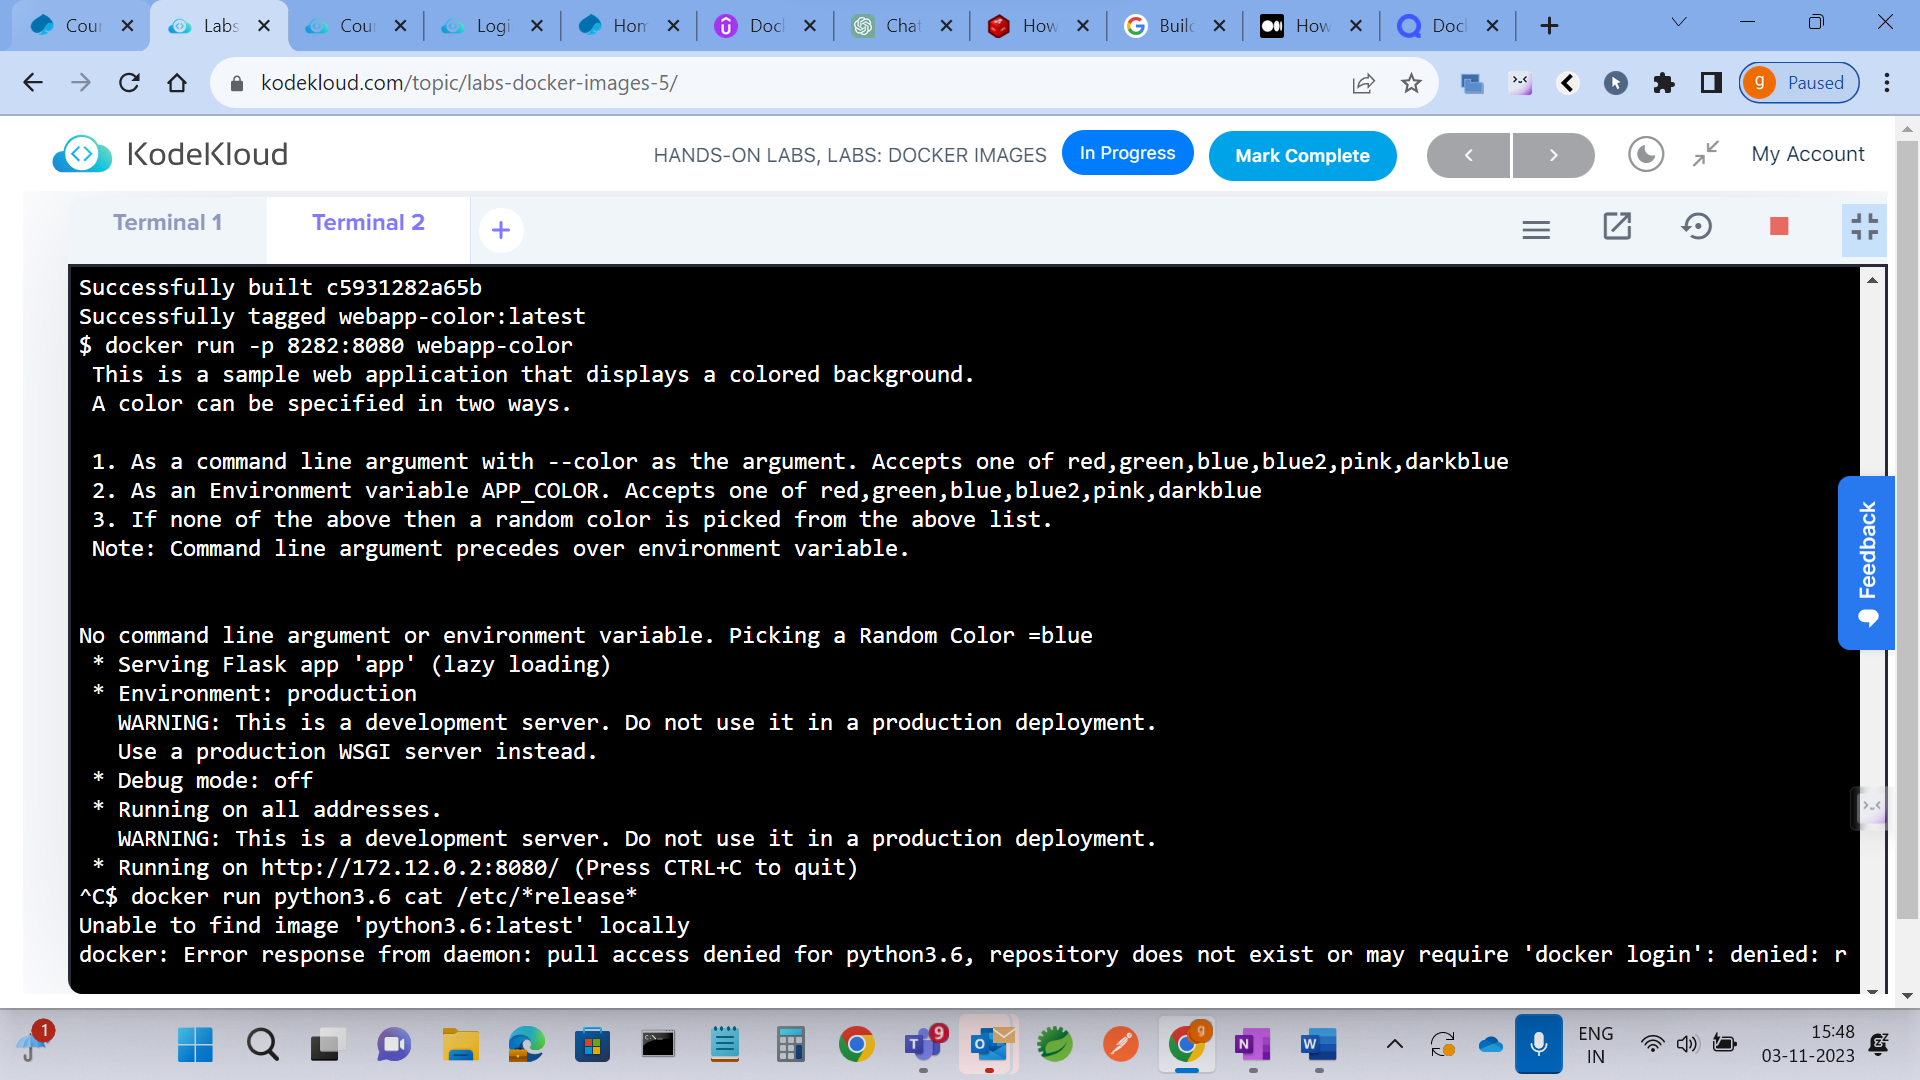 Cour
Labs
Cour
Logi
Hom
Doc
Chat
How
Build
How
Doc
kodekloud.com/topic/labs-docker-images-5/
g Paused
KodeKloud
HANDS-ON LABS, LABS: DOCKER IMAGES
In Progress
Mark Complete
My Account
Terminal 1
Terminal 2
+
Successfully built c5931282a65b
Successfully tagged webapp-color:latest
$ docker run -p 8282:8080 webapp-color
This is a sample web application that displays a colored background.
A color can be specified in two ways.
1. As a command line argument with --color as the argument. Accepts one of red,green,blue,blue2,pink,darkblue
2. As an Environment variable APP_COLOR. Accepts one of red,green,blue,blue2,pink,darkblue
3. If none of the above then a random color is picked from the above list.
Note: Command line argument precedes over environment variable.
No command line argument or environment variable. Picking a Random Color =blue
* Serving Flask app 'app' (lazy loading)
* Environment: production
WARNING: This is a development server. Do not use it in a production deployment.
Use a production WSGI server instead.
* Debug mode: off
* Running on all addresses.
WARNING: This is a development server. Do not use it in a production deployment.
* Running on http://172.12.0.2:8080/ (Press CTRL+C to quit)
^C$ docker run python3.6 cat /etc/*release*
Unable to find image 'python3.6:latest' locally
docker: Error response from daemon: pull access denied for python3.6, repository does not exist or may require 'docker login': denied: r
Feedback
1
9
g
ENG
IN
15:48
03-11-2023